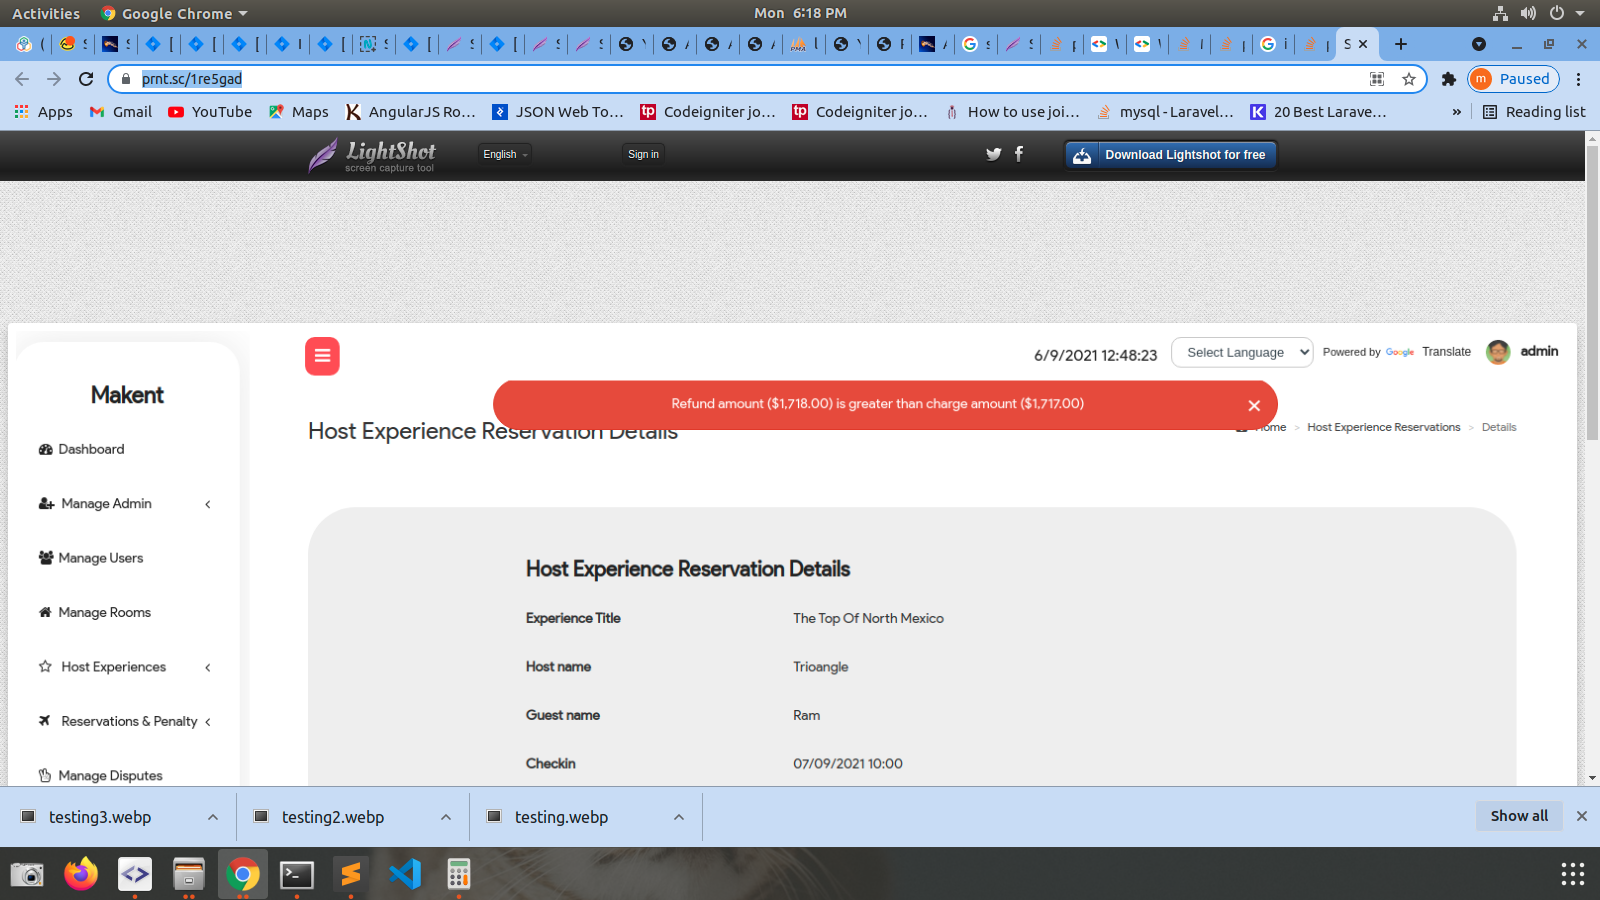 Activities Google Chrome Mon 6:18 PM
prnt.sc/1re5gad Paused
Apps Gmail YouTube Maps AngularJS Ro... JSON Web To... Codeigniter jo... Codeigniter jo... How to use joi... mysql - Laravel... 20 Best Larave... » Reading list
LightShot
screen capture tool
English Sign in Download Lightshot for free
6/9/2021 12:48:23 Select Language Powered by Google Translate admin
Makent
Refund amount ($1,718.00) is greater than charge amount ($1,717.00)
Host Experience Reservation Details
Home > Host Experience Reservations > Details
Dashboard
Manage Admin
Manage Users
Manage Rooms
Host Experiences
Reservations & Penalty
Manage Disputes
Host Experience Reservation Details
Experience Title The Top Of North Mexico
Host name Trioangle
Guest name Ram
Checkin 07/09/2021 10:00
testing3.webp testing2.webp testing.webp Show all